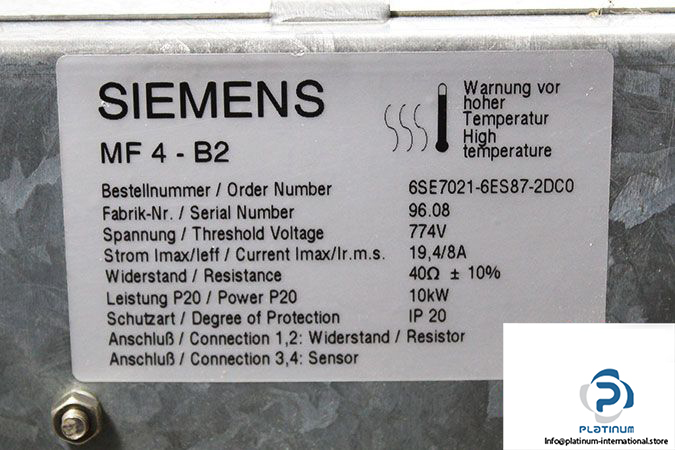 SIEMENS
MF 4 - B2
Warnung vor
hoher
Temperatur
High
temperature
Bestellnummer / Order Number 6SE7021-6ES87-2DC0
Fabrik-Nr. / Serial Number 96.08
Spannung / Threshold Voltage 774V
Strom Imax/Ieff / Current Imax/Ir.m.s. 19,4/8A
Widerstand / Resistance 40Ω ± 10%
Leistung P20 / Power P20 10kW
Schutzart / Degree of Protection IP 20
Anschluß / Connection 1,2: Widerstand / Resistor
Anschluß / Connection 3,4: Sensor
PLATINUM
info@platinum-international.store